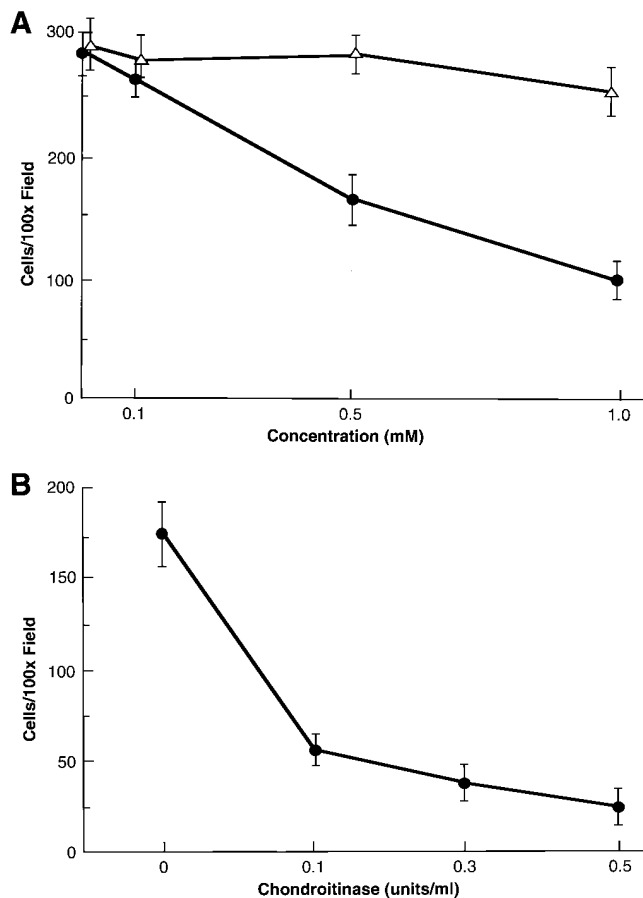 A
300
200
100
0
Cells/100x Field
0.1 0.5 1.0
Concentration (mM)
B
200
150
100
50
0
Cells/100x Field
0 0.1 0.3 0.5
Chondroitinase (units/ml)